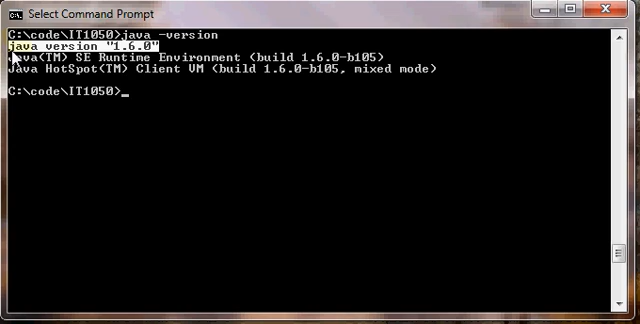 Select Command Prompt
C:\code\IT1050>java -version
java version "1.6.0"
Java(TM) SE Runtime Environment (build 1.6.0-b105)
Java HotSpot(TM) Client VM (build 1.6.0-b105, mixed mode)
C:\code\IT1050>_